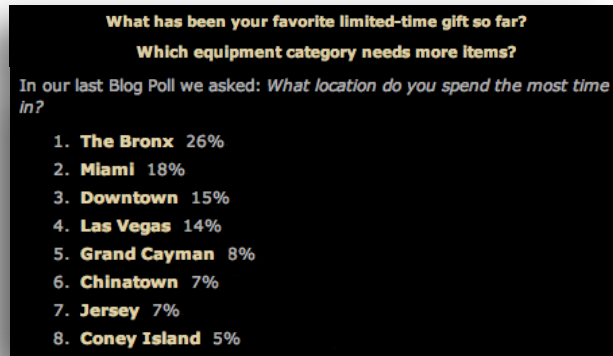 What has been your favorite limited-time gift so far?
Which equipment category needs more items?
In our last Blog Poll we asked: What location do you spend the most time
in?
1. The Bronx 26%
2. Miami 18%
3. Downtown 15%
4. Las Vegas 14%
5. Grand Cayman 8%
6. Chinatown 7%
7. Jersey 7%
8. Coney Island 5%